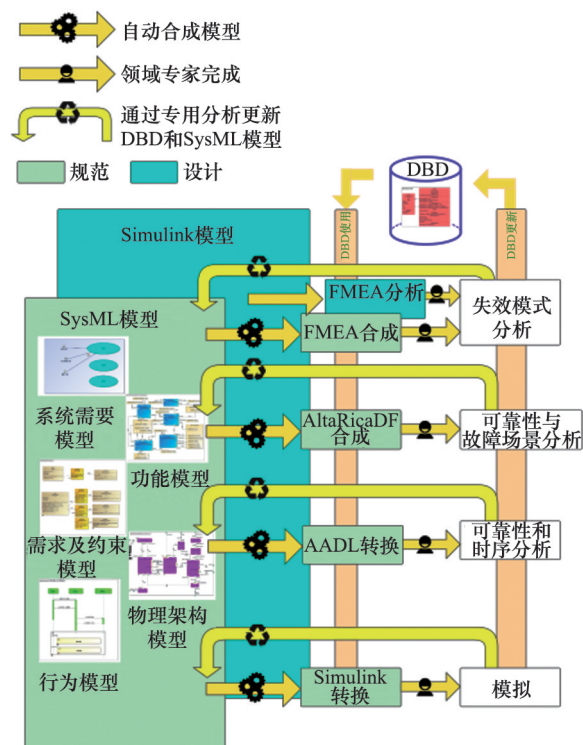 自动合成模型
领域专家完成
通过专用分析更新
DBD和SysML模型
规范
设计
DBD
DBD使用
DBD更新
Simulink模型
FMEA分析
失效模式
分析
SysML模型
FMEA合成
系统需要
模型
功能模型
AltaRicaDF
合成
可靠性与
故障场景分析
需求及约束
模型
物理架构
模型
AADL转换
可靠性和
时序分析
行为模型
Simulink
转换
模拟